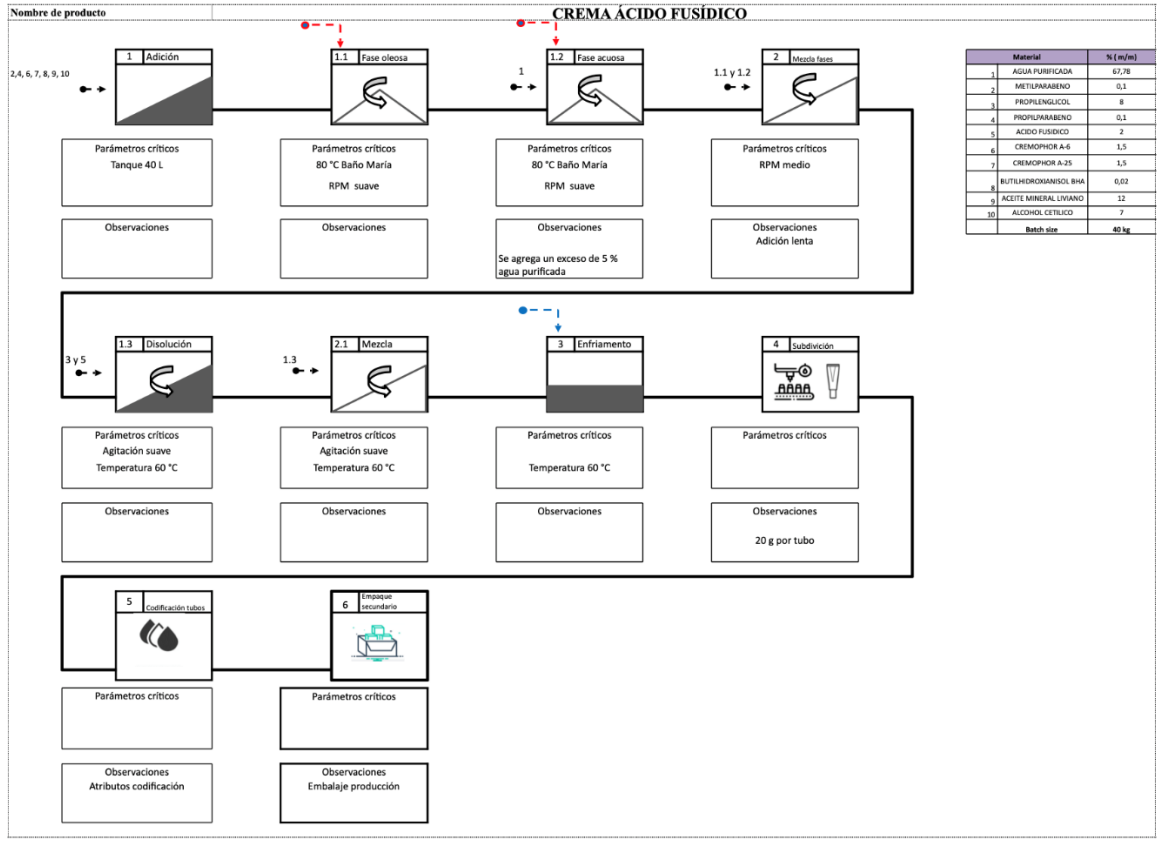 Nombre de producto
CREMA ÁCIDO FUSÍDICO
2,4, 6, 7, 8, 9, 10
1 Adición
Parámetros críticos
Tanque 40 L
Observaciones
1.1 Fase oleosa
Parámetros críticos
80 °C Baño María
RPM suave
Observaciones
1
1.2 Fase acuosa
Parámetros críticos
80 °C Baño María
RPM suave
Observaciones
Se agrega un exceso de 5 %
agua purificada
1.1 y 1.2
2 Mezcla fases
Parámetros críticos
RPM medio
Observaciones
Adición lenta
Material % ( m/m)
1 AGUA PURIFICADA 67,78
2 METILPARABENO 0,1
3 PROPILENGLICOL 8
4 PROPILPARABENO 0,1
5 ACIDO FUSIDICO 2
6 CREMOPHOR A-6 1,5
7 CREMOPHOR A-25 1,5
8 BUTILHIDROXIANISOL BHA 0,02
9 ACEITE MINERAL LIVIANO 12
10 ALCOHOL CETILICO 7
Batch size 40 kg
3 y 5
1.3 Disolución
Parámetros críticos
Agitación suave
Temperatura 60 °C
Observaciones
1.3
2.1 Mezcla
Parámetros críticos
Agitación suave
Temperatura 60 °C
Observaciones
3 Enfriamento
Parámetros críticos
Temperatura 60 °C
Observaciones
4 Subdivición
Parámetros críticos
Observaciones
20 g por tubo
5 Codificación tubos
Parámetros críticos
Observaciones
Atributos codificación
6 Empaque
secundario
Parámetros críticos
Observaciones
Embalaje producción